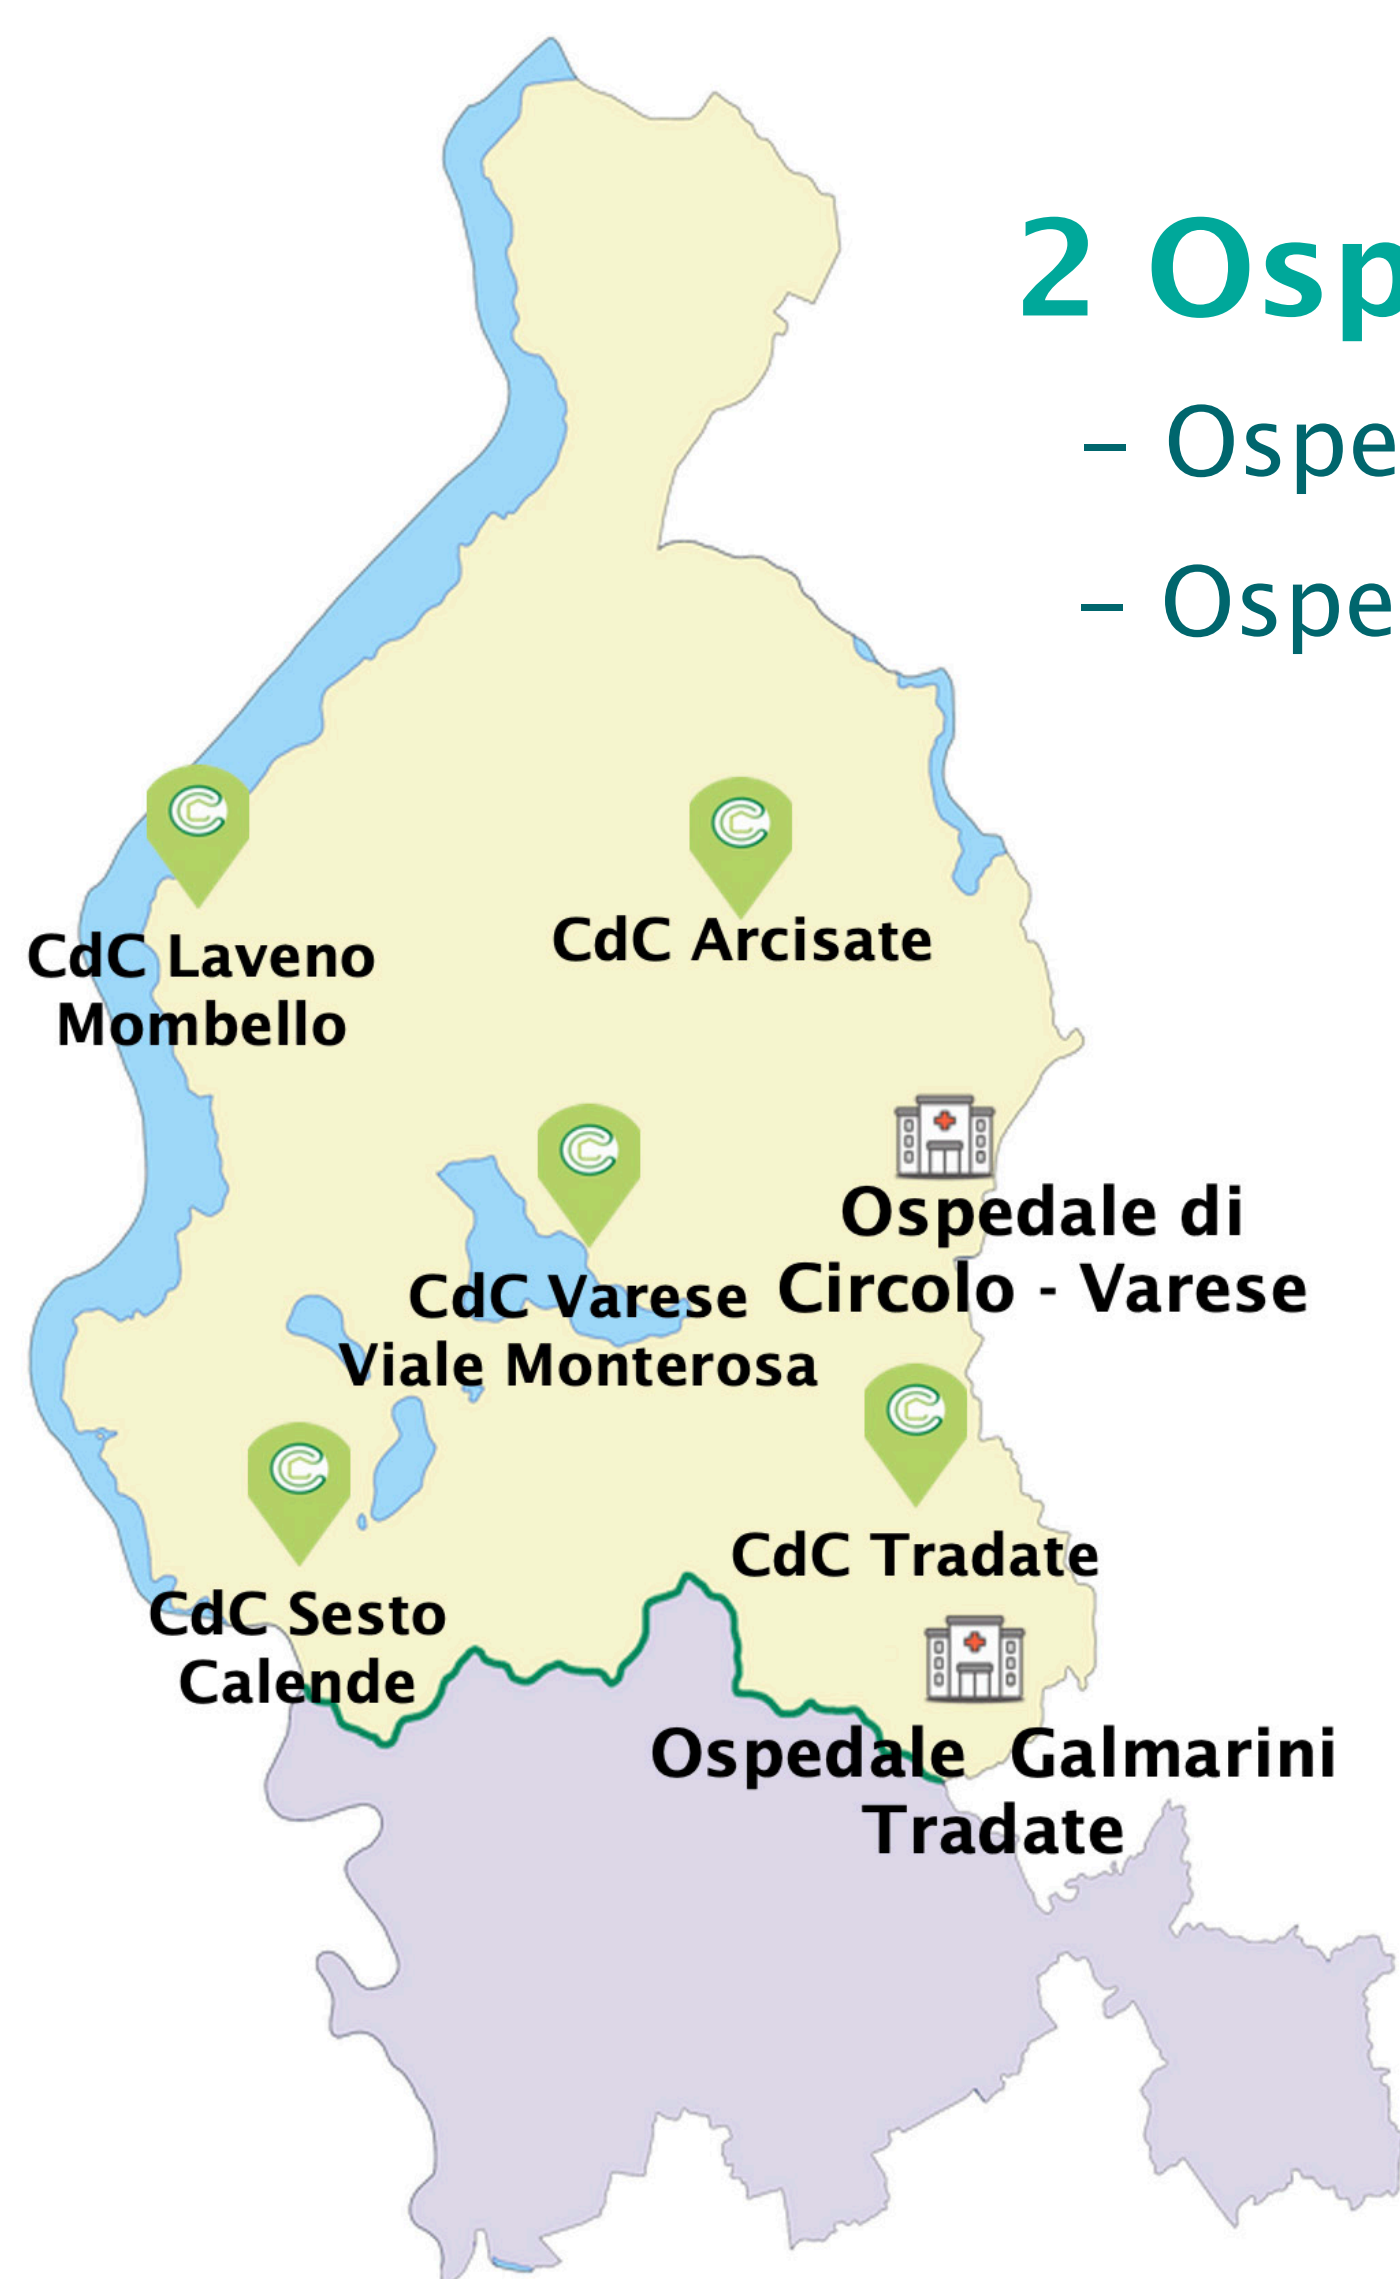 2 Osp
– Ospe
– Ospe
CdC Laveno
Mombello
CdC Arcisate
Ospedale di
Circolo - Varese
CdC Varese
Viale Monterosa
CdC Tradate
CdC Sesto
Calende
Ospedale Galmarini
Tradate